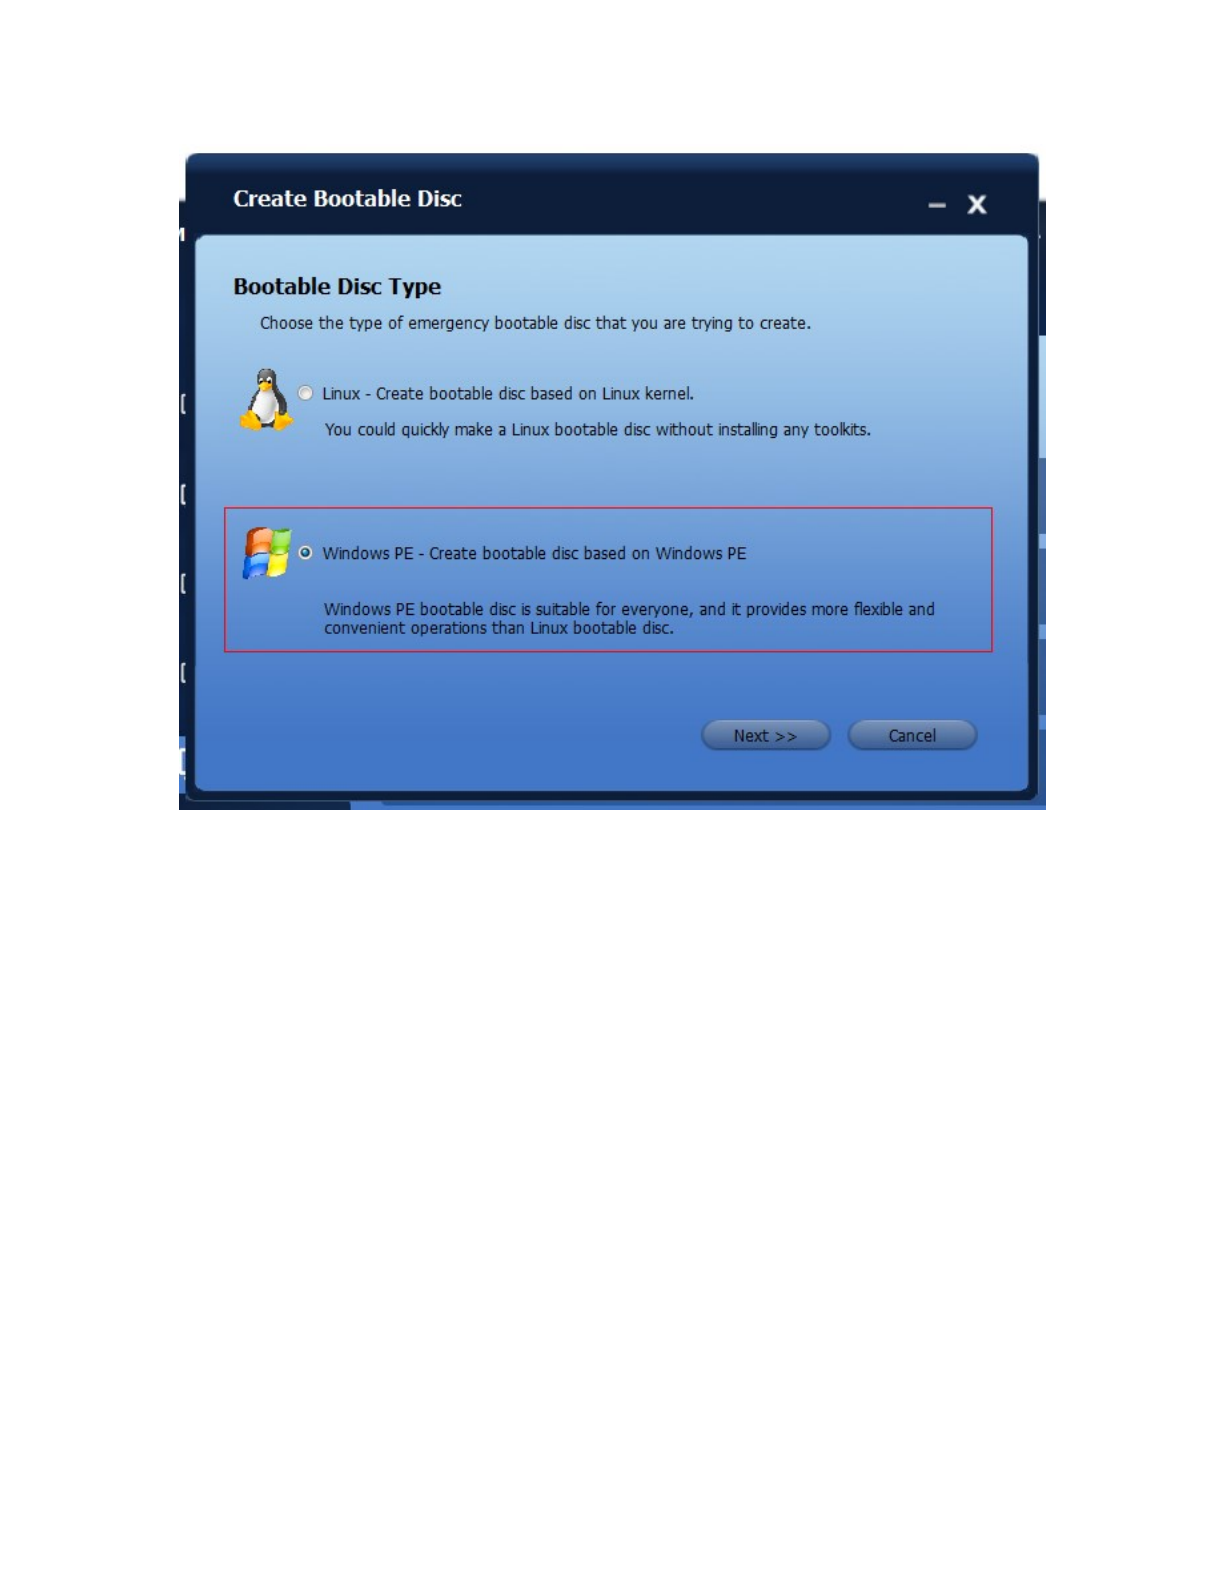 Create Bootable Disc
Bootable Disc Type
Choose the type of emergency bootable disc that you are trying to create.
Linux - Create bootable disc based on Linux kernel.
You could quickly make a Linux bootable disc without installing any toolkits.
Windows PE - Create bootable disc based on Windows PE
Windows PE bootable disc is suitable for everyone, and it provides more flexible and
convenient operations than Linux bootable disc.
Next >>
Cancel